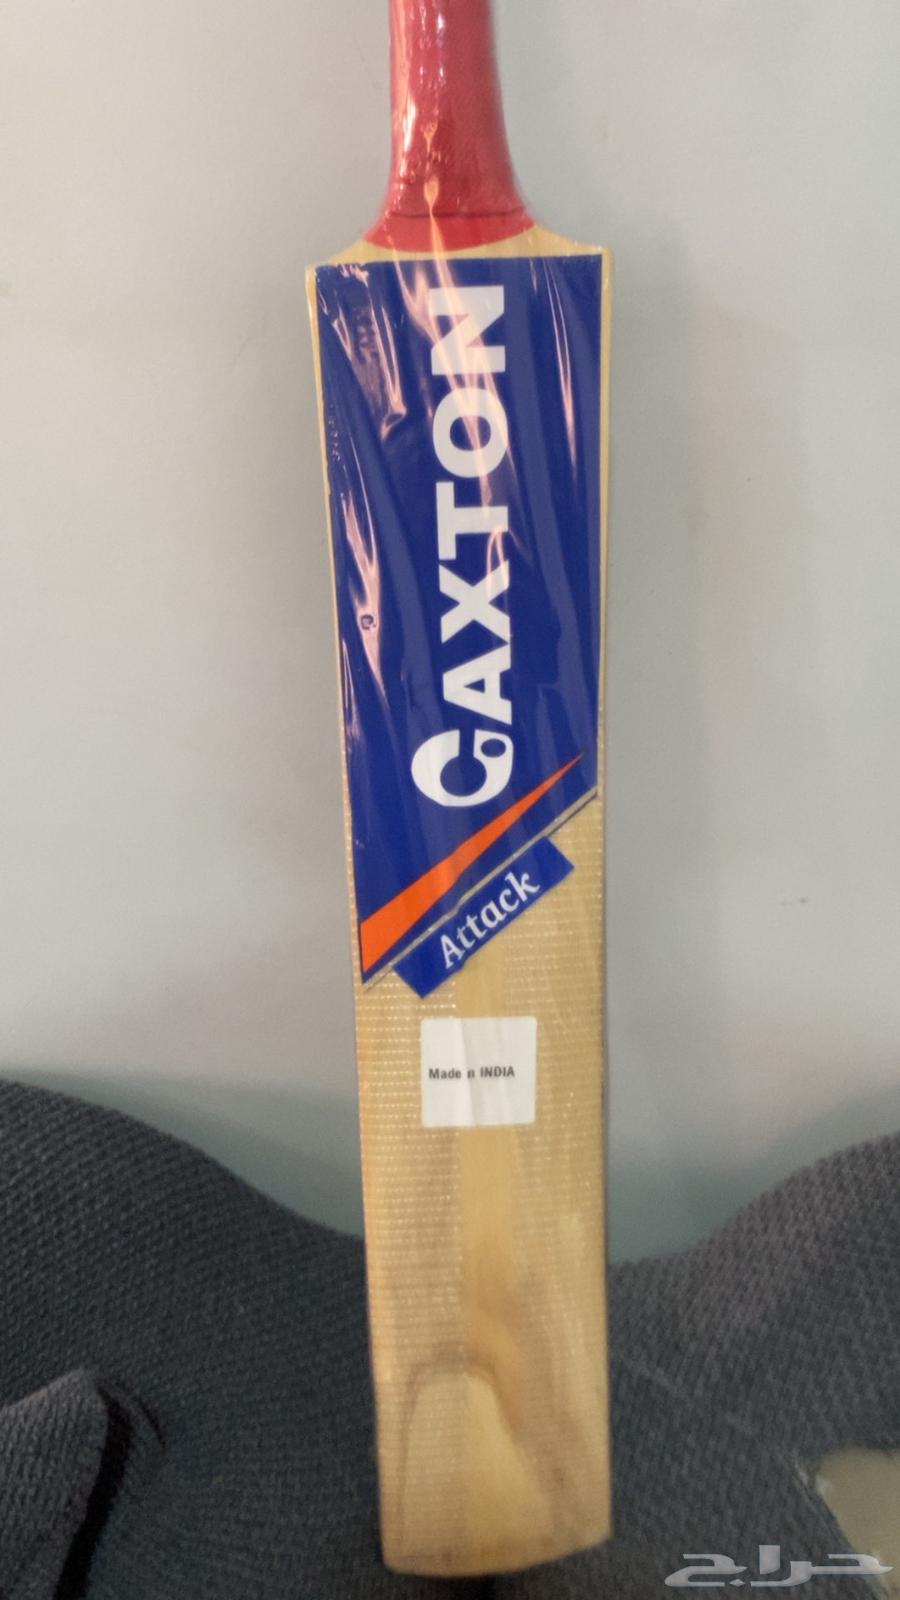 CAXTON
Attack
Made in INDIA
حراج